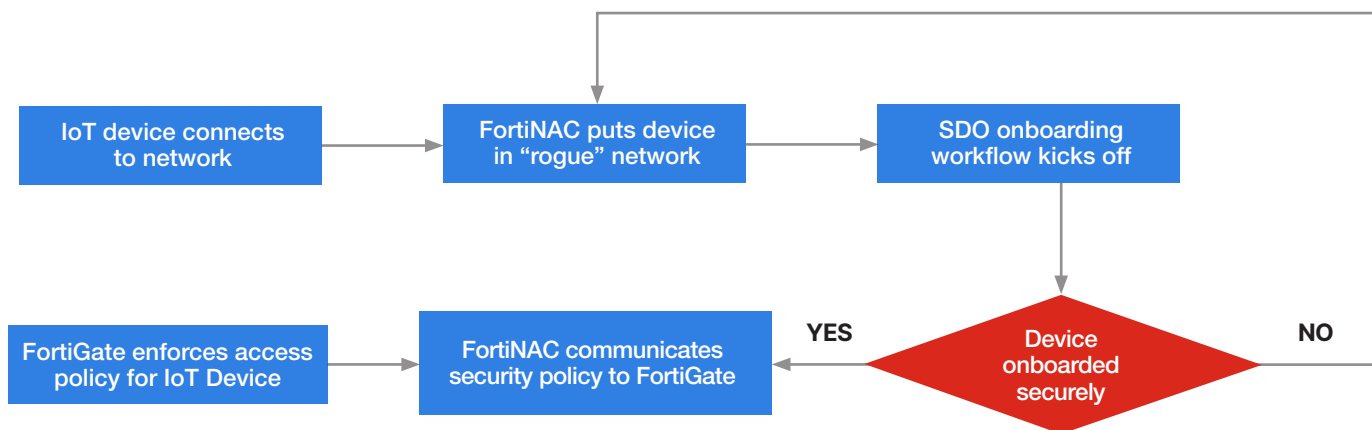 IoT device connects
to network
FortiNAC puts device
in “rogue” network
SDO onboarding
workflow kicks off
FortiGate enforces access
policy for IoT Device
FortiNAC communicates
security policy to FortiGate
YES
Device
onboarded
securely
NO